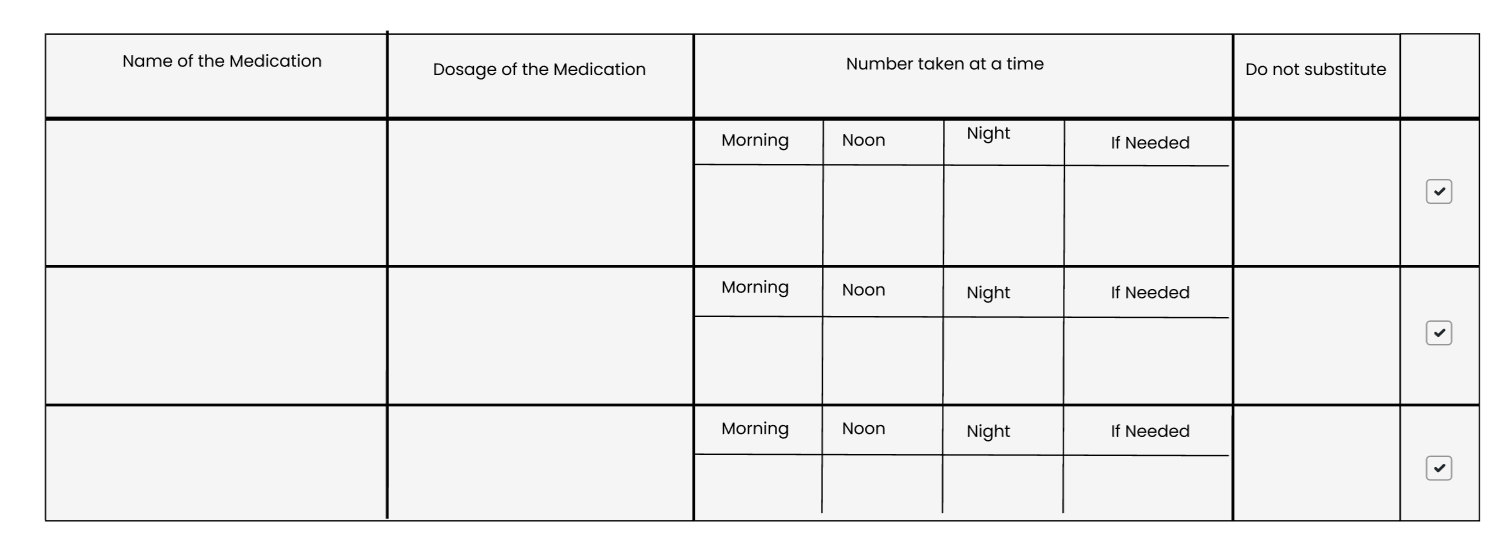 Name of the Medication
Dosage of the Medication
Number taken at a time
Do not substitute
Morning
Noon
Night
If Needed
Morning
Noon
Night
If Needed
Morning
Noon
Night
If Needed